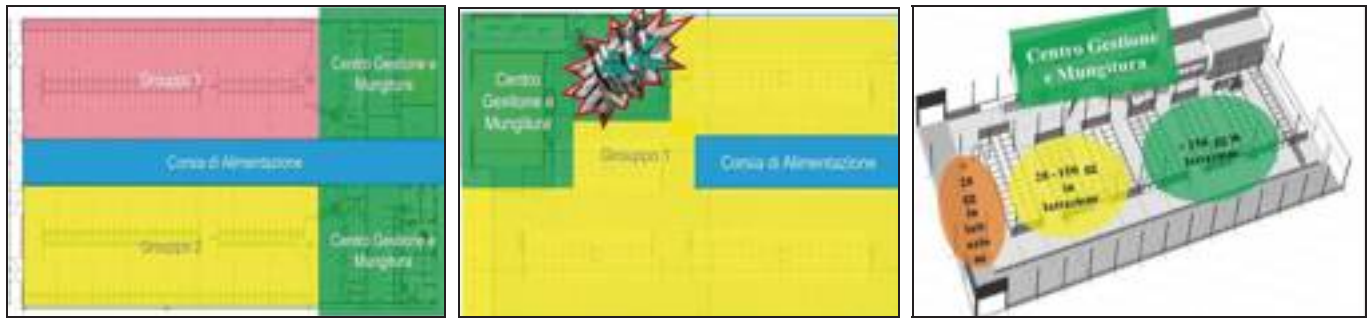 Gruppo 1
Centro Gestione e
Mungitura
Corsia di Alimentazione
Gruppo 2
Centro Gestione e
Mungitura
Centro
Gestione e
Mungitura
Gruppo 1
Corsia di Alimentazione
Centro Gestione
e Mungitura
in
in
lattazione